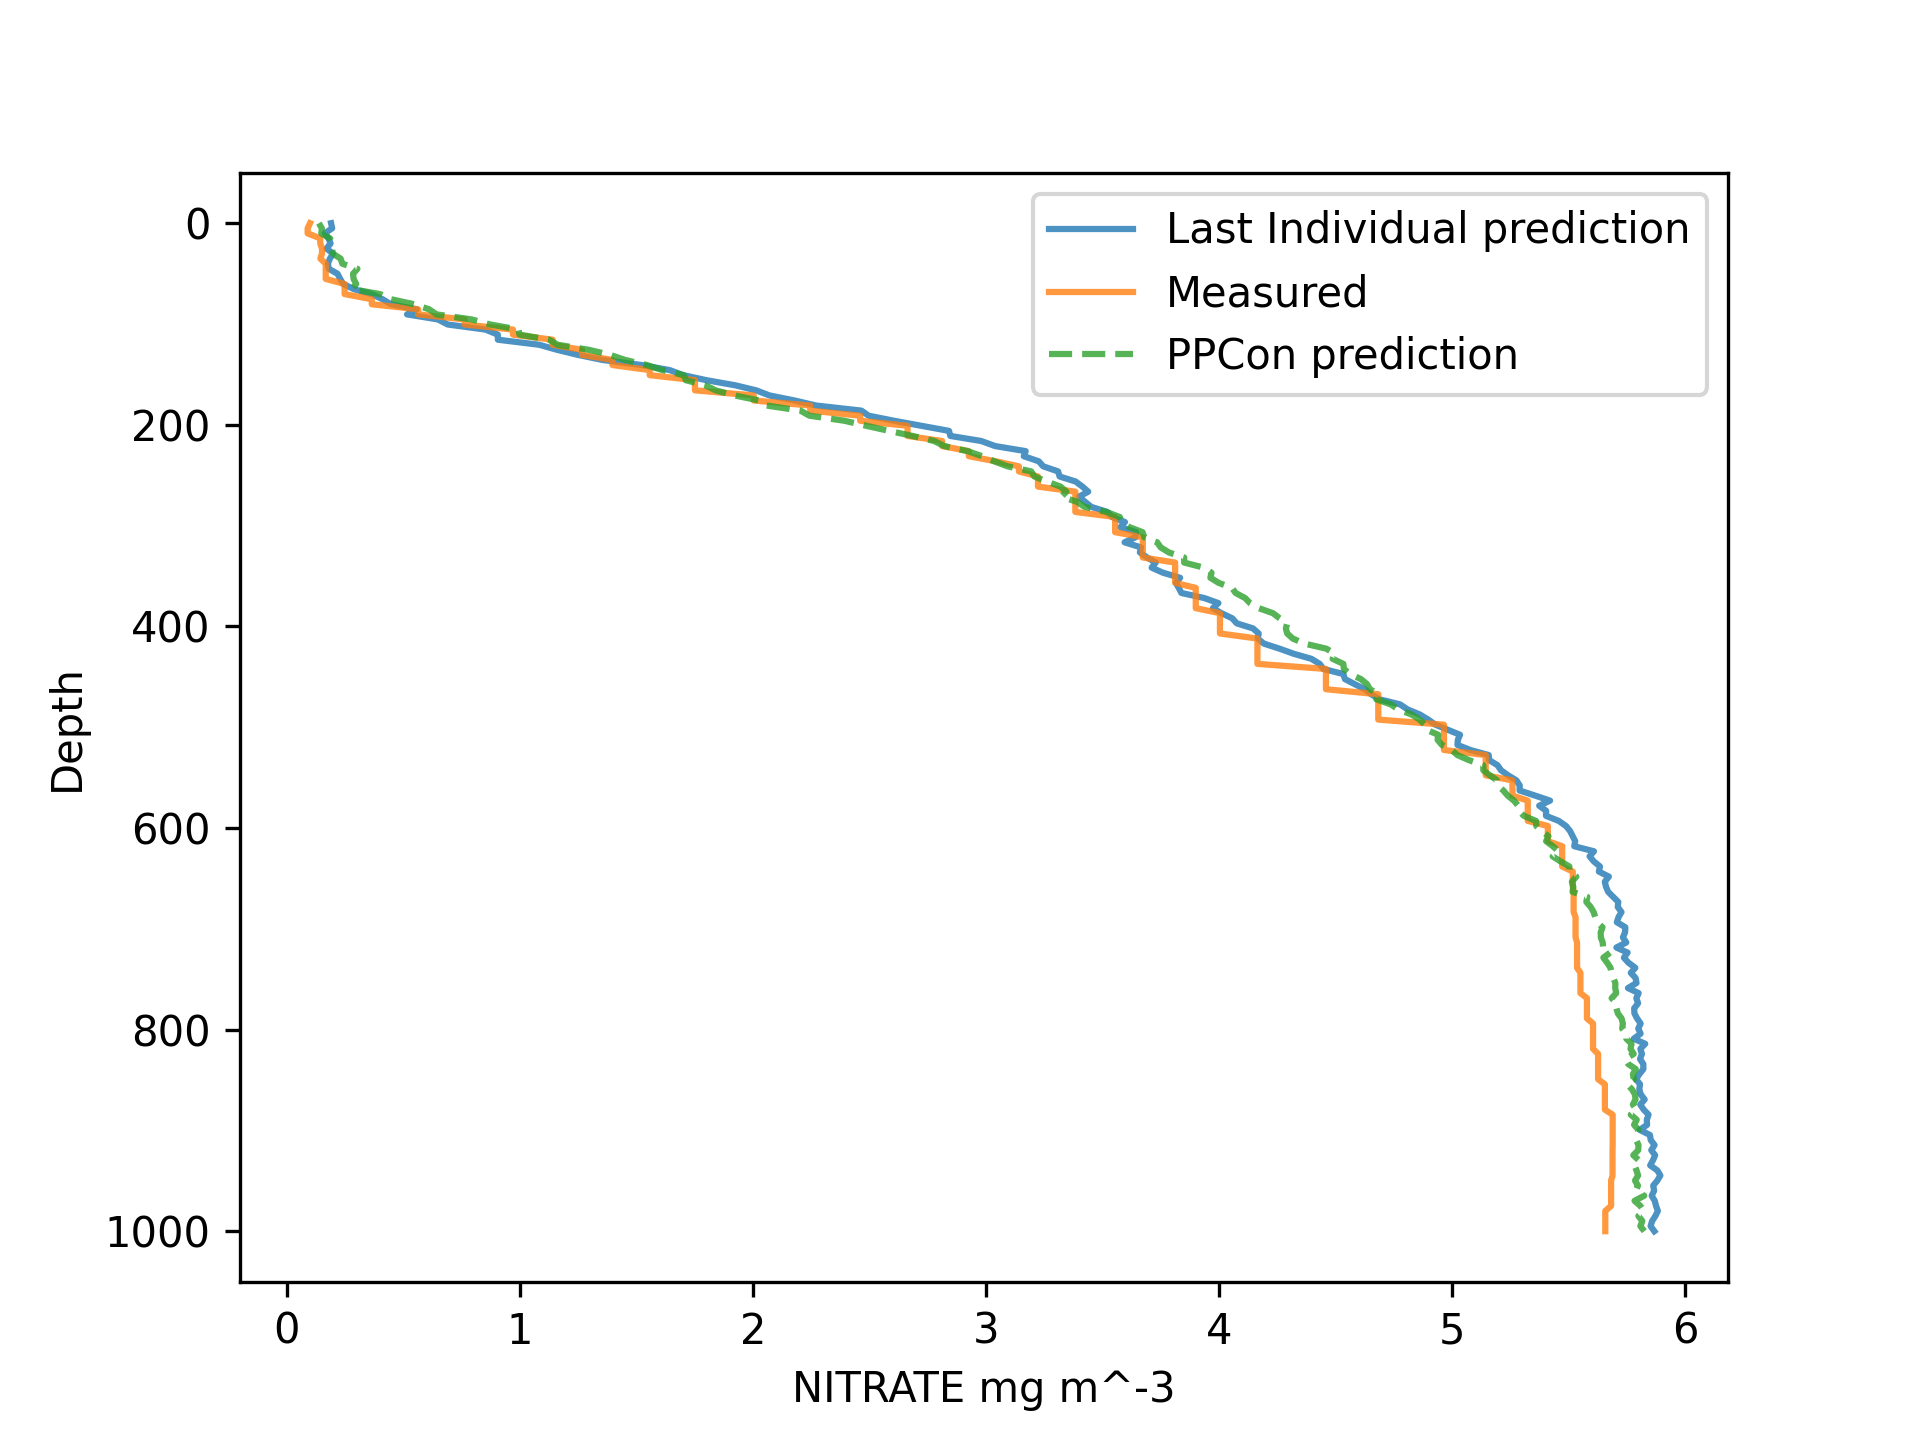 Last Individual prediction
Measured
PPCon prediction
0
200
400
600
800
1000
Depth
0 1 2 3 4 5 6
NITRATE mg m^-3